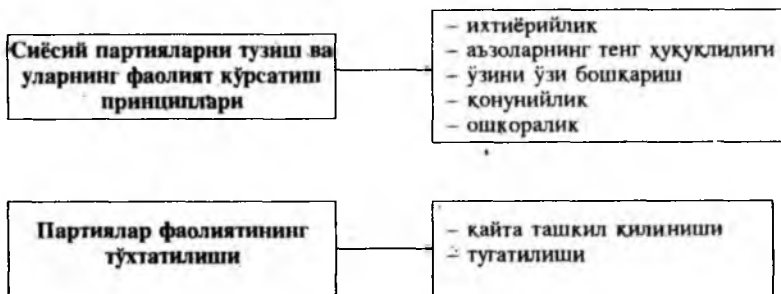 Сиёсий партияларни тузиш ва
уларнинг фаолият кўрсатиш
принциплари
– ихтиёрийлик
– аъзоларнинг тенг ҳуқуқлилиги
– ўзини ўзи бошқариш
– қонунийлик
– ошкоралик
Партиялар фаолиятининг
тўхтатилиши
– қайта ташкил қилиниши
– тугатилиши